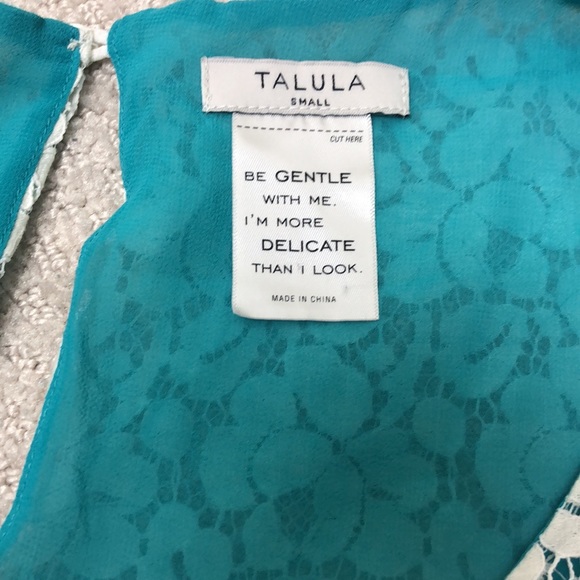 TALULA
SMALL
CUT HERE
BE GENTLE
WITH ME.
I'M MORE
DELICATE
THAN I LOOK.
MADE IN CHINA